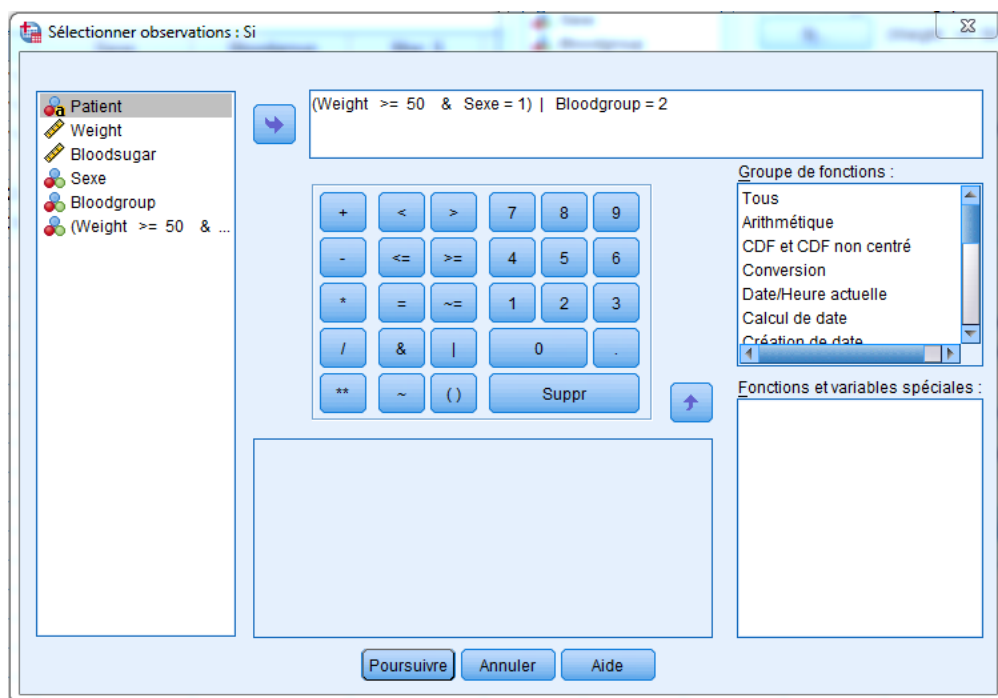 Sélectionner observations : Si
Patient
Weight
Bloodsugar
Sexe
Bloodgroup
(Weight >= 50 & ...
(Weight >= 50 & Sexe = 1) | Bloodgroup = 2
+ < > 7 8 9
- <= >= 4 5 6
* = ~= 1 2 3
/ & | 0 .
** ~ ( ) Suppr
Groupe de fonctions :
Tous
Arithmétique
CDF et CDF non centré
Conversion
Date/Heure actuelle
Calcul de date
Création de date
Fonctions et variables spéciales :
Poursuivre Annuler Aide